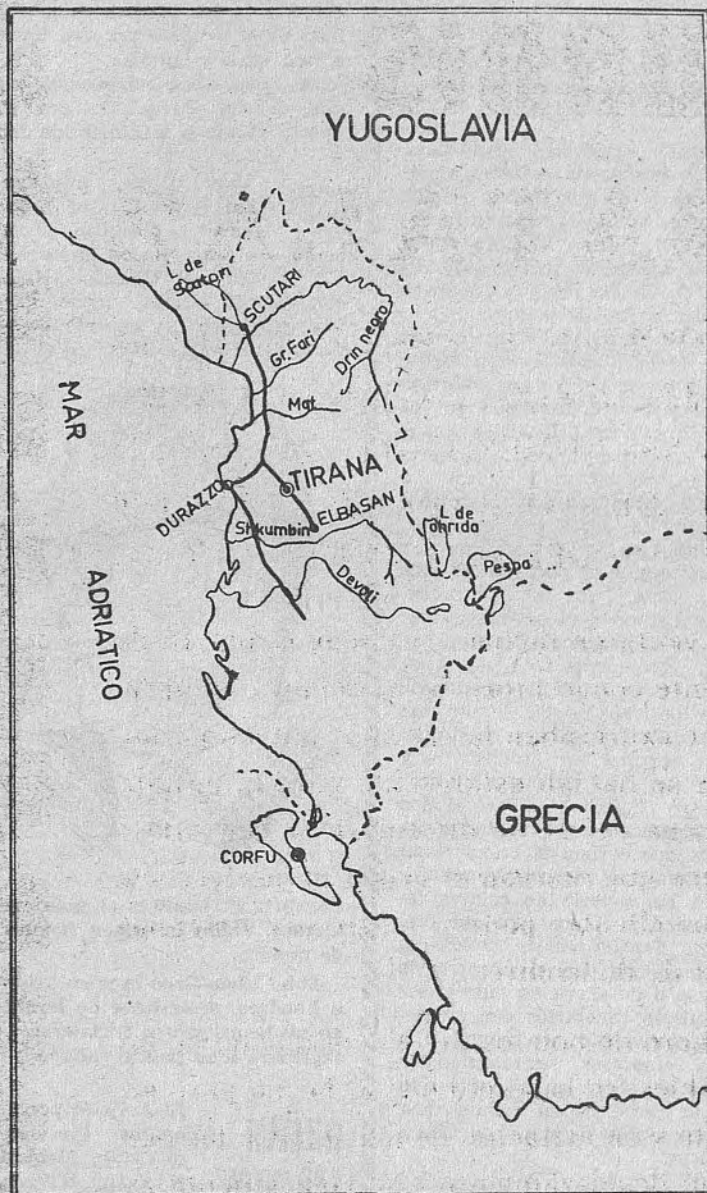 YUGOSLAVIA
L. de
Scutari
SCUTARI
Gr. Fari
Drin negro
Mat
MAR
ADRIATICO
TIRANA
DURAZZO
ELBASAN
Shkumbin
L de
ohrida
Pespa
Devoli
GRECIA
CORFU